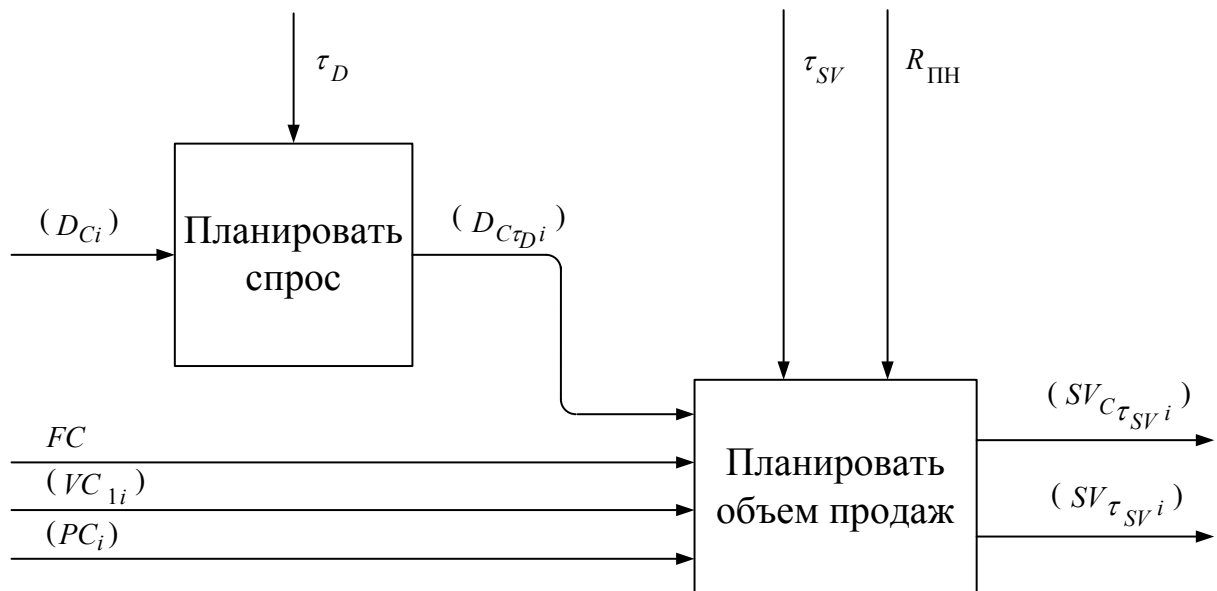 τ_D
τ_SV
R_ПН
(D_Ci)
Планировать
спрос
(D_Cτ_D i)
FC
(VC_1i)
(PC_i)
Планировать
объем продаж
(SV_Cτ_SV i)
(SV_τ_SV i)